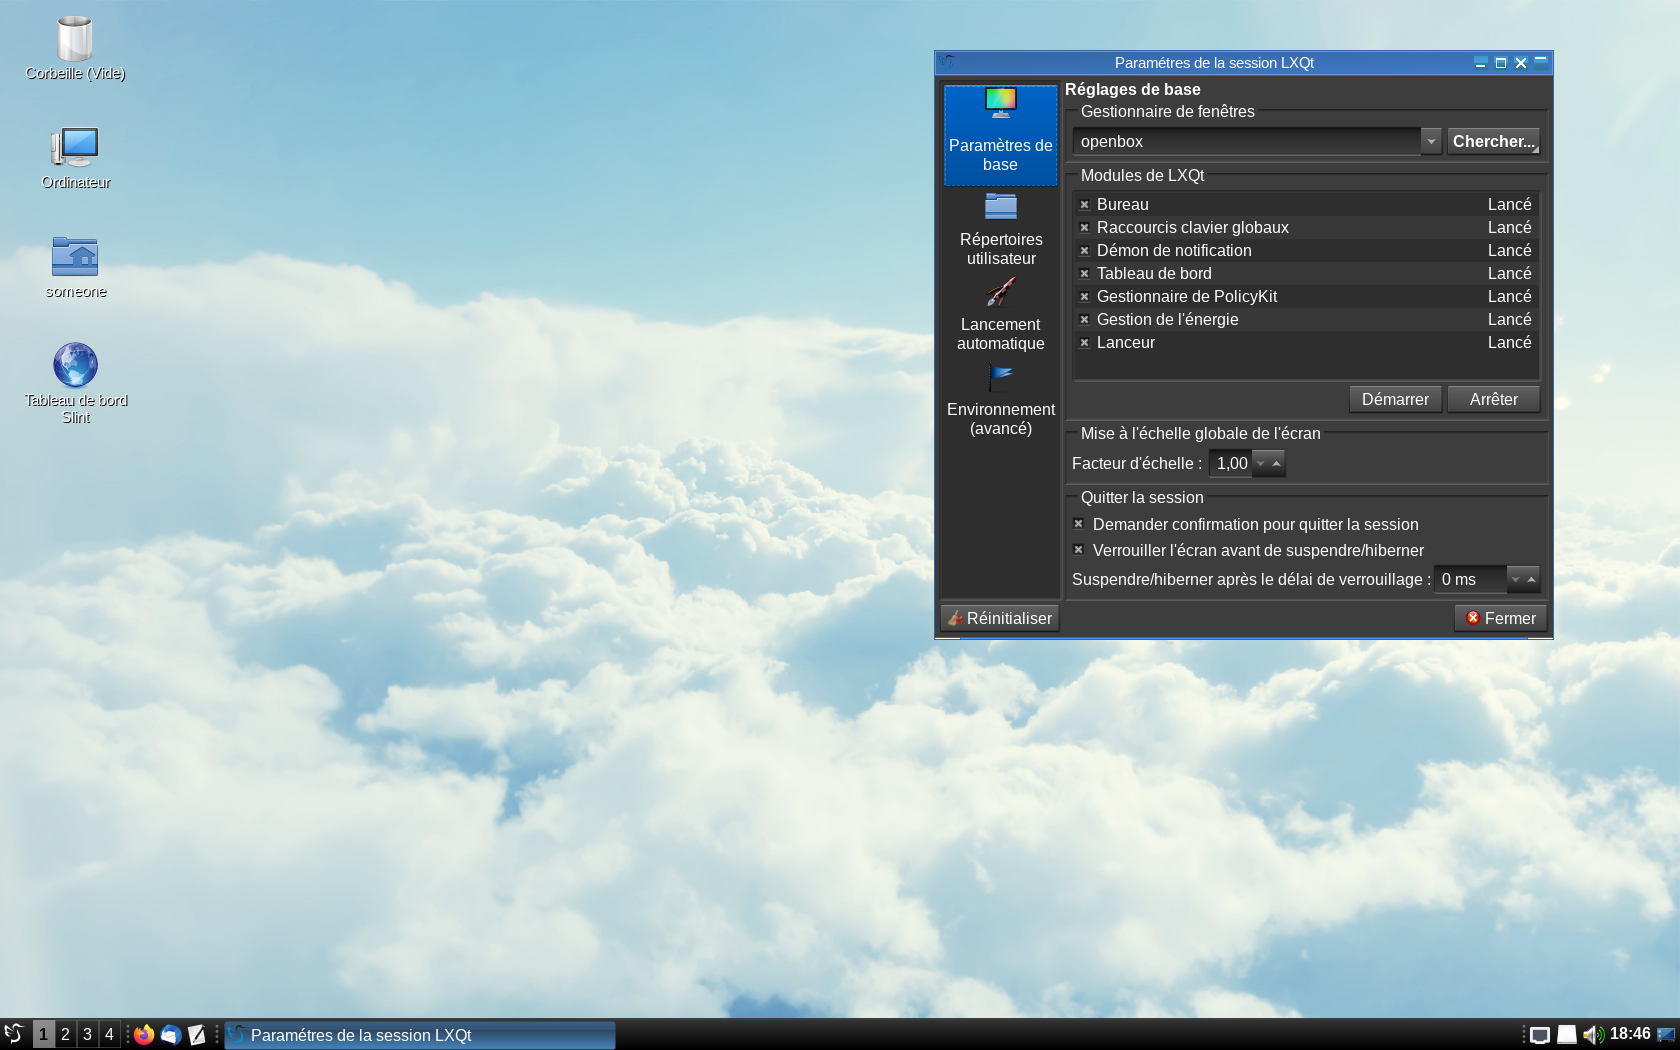 Corbeille (Vide)
Ordinateur
someone
Tableau de bord
Slint
Paramétres de la session LXQt
Paramètres de
base
Répertoires
utilisateur
Lancement
automatique
Environnement
(avancé)
Réglages de base
Gestionnaire de fenêtres
openbox Chercher...
Modules de LXQt
Bureau Lancé
Raccourcis clavier globaux Lancé
Démon de notification Lancé
Tableau de bord Lancé
Gestionnaire de PolicyKit Lancé
Gestion de l'énergie Lancé
Lanceur Lancé
Démarrer Arrêter
Mise à l'échelle globale de l'écran
Facteur d'échelle : 1,00
Quitter la session
Demander confirmation pour quitter la session
Verrouiller l'écran avant de suspendre/hiberner
Suspendre/hiberner après le délai de verrouillage : 0 ms
Réinitialiser Fermer
1 2 3 4 Paramétres de la session LXQt 18:46